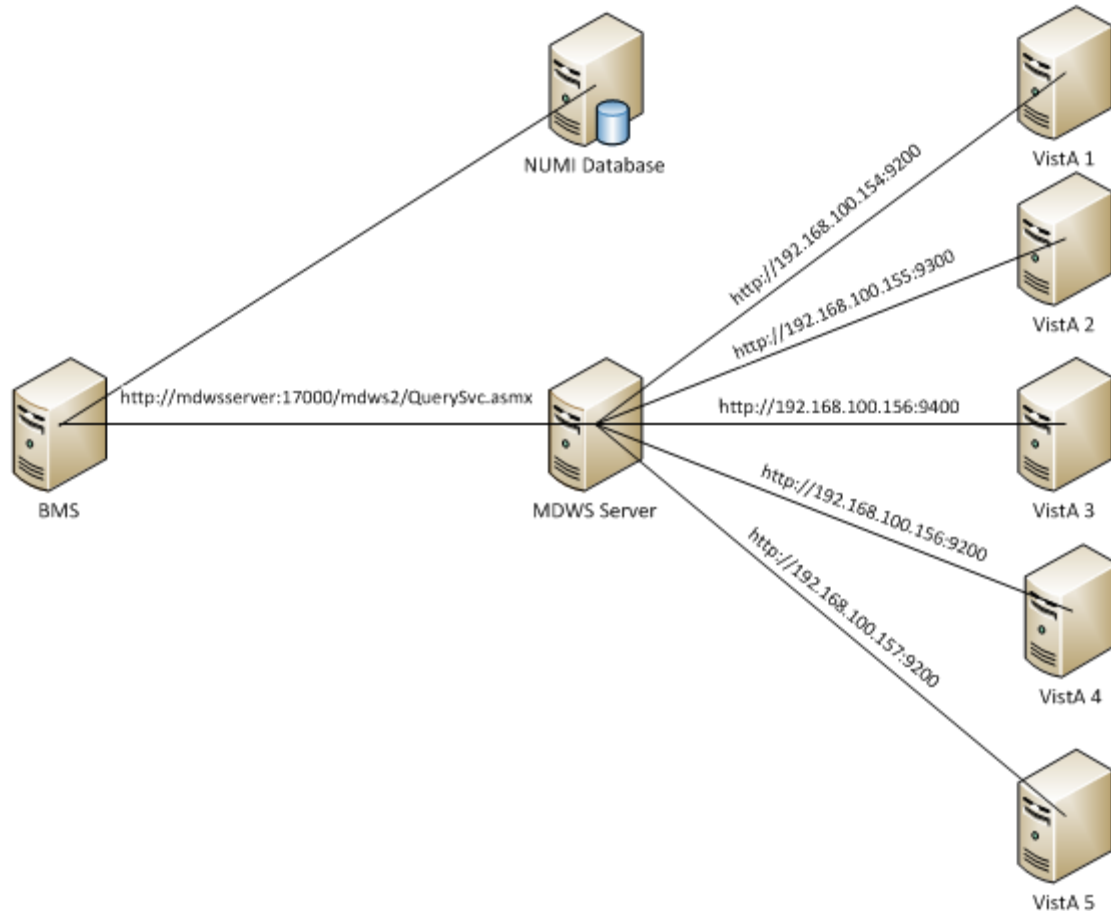 NUMI Database
VistA 1
http://192.168.100.154:9200
VistA 2
http://192.168.100.155:9300
http://mdwsserver:17000/mdws2/QuerySvc.asmx
http://192.168.100.156:9400
BMS
MDWS Server
VistA 3
http://192.168.100.156:9200
VistA 4
http://192.168.100.157:9200
VistA 5